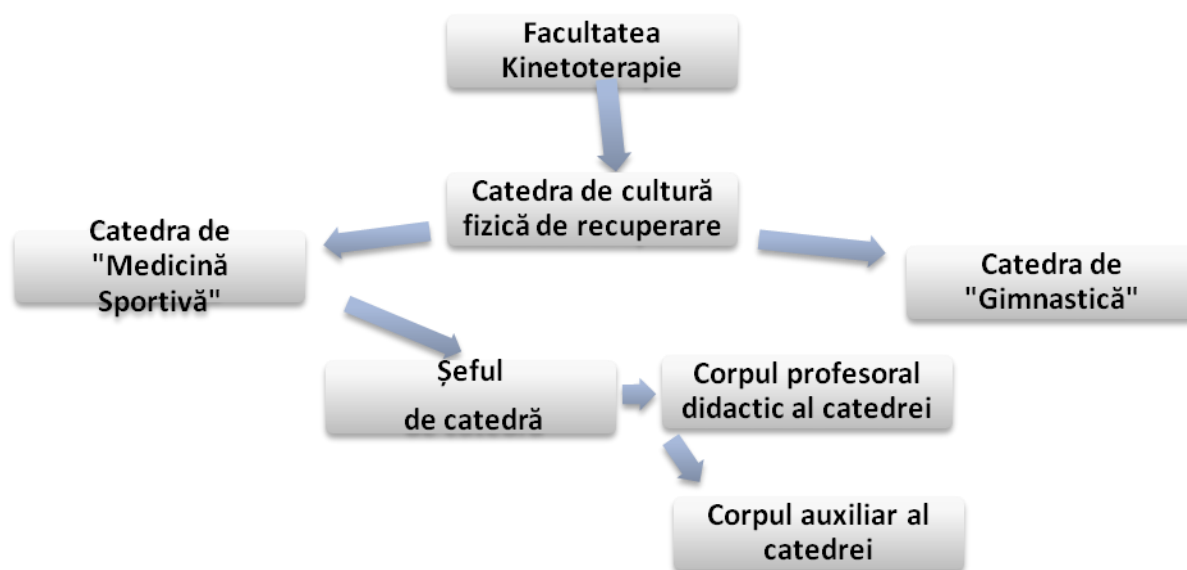 Facultatea
Kinetoterapie
Catedra de cultură
fizică de recuperare
Catedra de
"Medicină
Sportivă"
Catedra de
"Gimnastică"
Șeful
de catedră
Corpul profesoral
didactic al catedrei
Corpul auxiliar al
catedrei